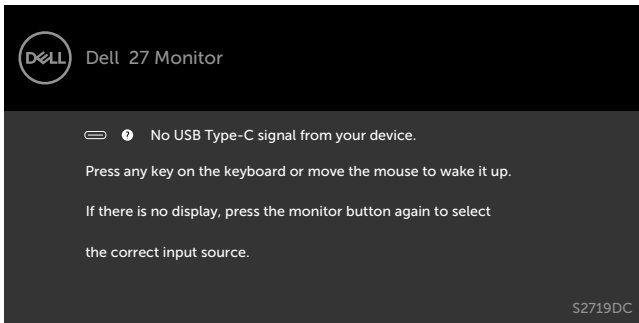 DELL
Dell 27 Monitor
No USB Type-C signal from your device.
Press any key on the keyboard or move the mouse to wake it up.
If there is no display, press the monitor button again to select
the correct input source.
S2719DC